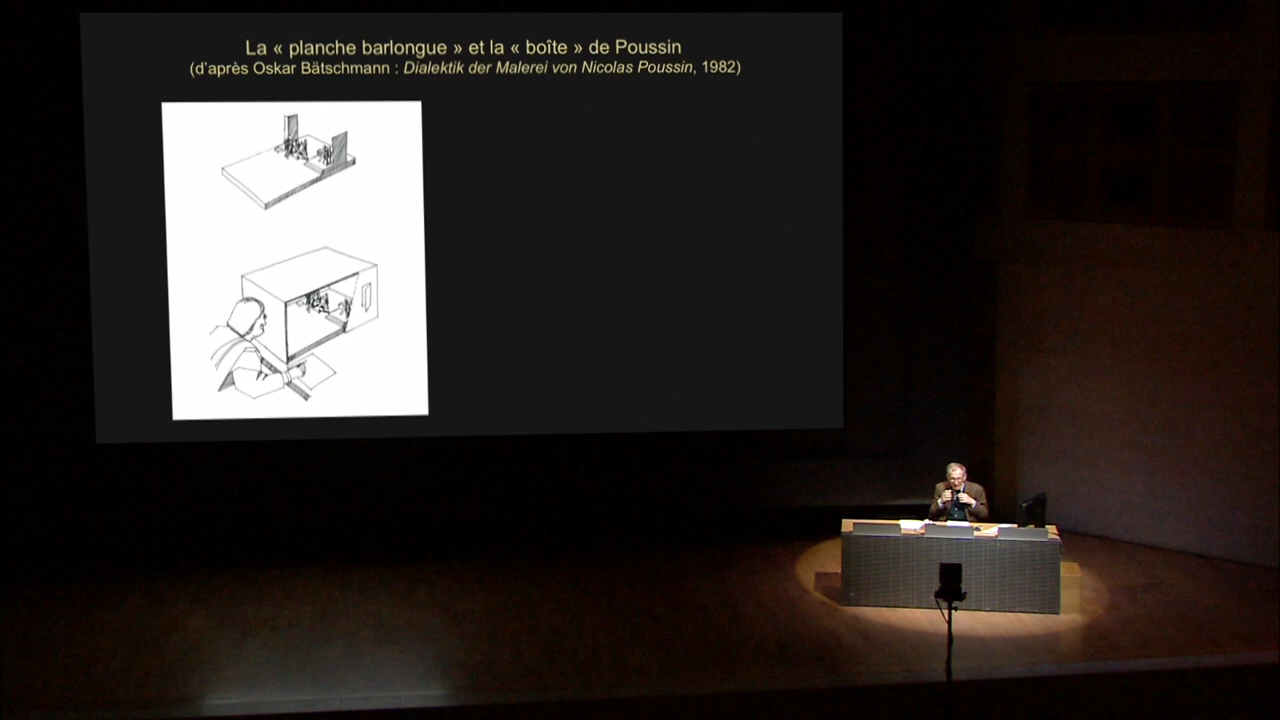 La « planche barlongue » et la « boîte » de Poussin
(d'après Oskar Bätschmann : Dialektik der Malerei von Nicolas Poussin, 1982)